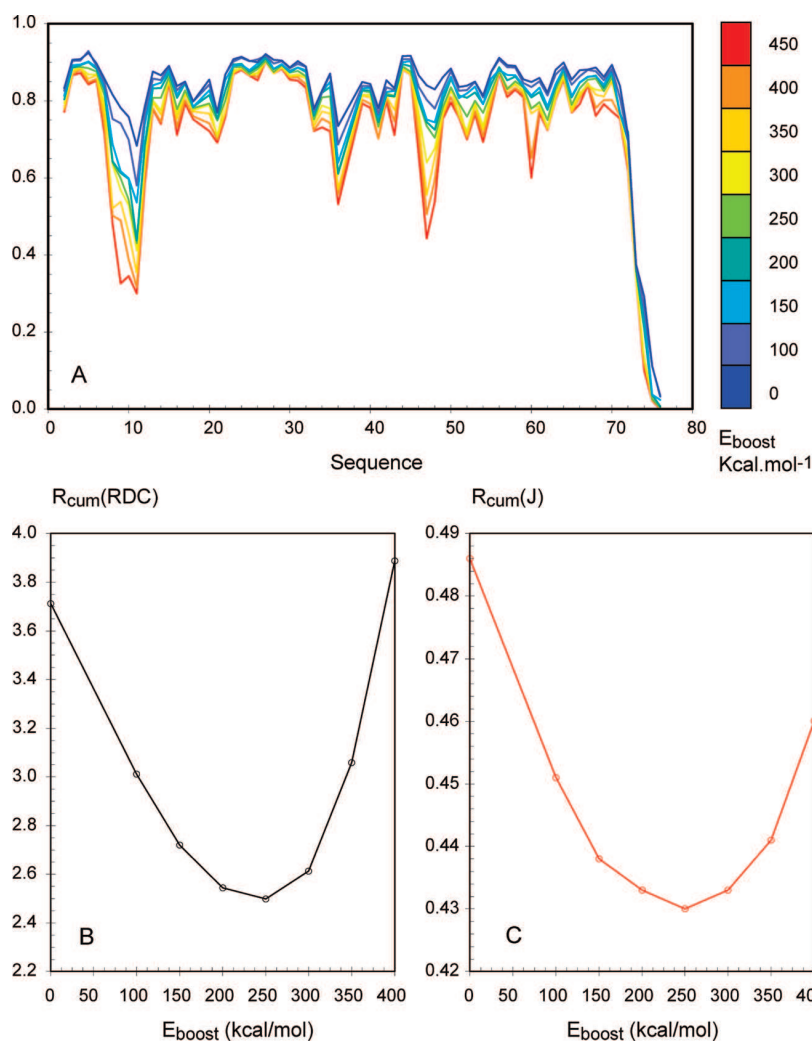 1.0
0.8
0.6
0.4
0.2
0.0
A
0 10 20 30 40 50 60 70 80
Sequence
450
400
350
300
250
200
150
100
0
Eboost
Kcal.mol-1
Rcum(RDC)
4.0
3.8
3.6
3.4
3.2
3.0
2.8
2.6
2.4
2.2
B
0 50 100 150 200 250 300 350 400
Eboost (kcal/mol)
Rcum(J)
0.49
0.48
0.47
0.46
0.45
0.44
0.43
0.42
C
0 50 100 150 200 250 300 350 400
Eboost (kcal/mol)